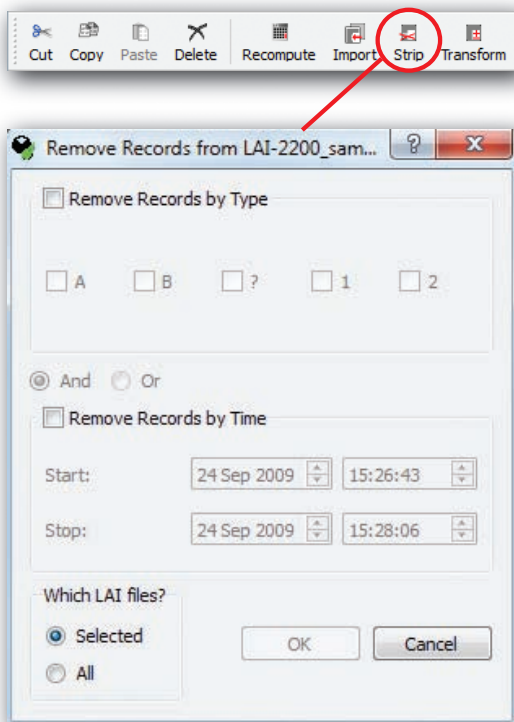 Cut Copy Paste Delete Recompute Import Strip Transform
Remove Records from LAI-2200_sam... ? X
Remove Records by Type
A B ? 1 2
And Or
Remove Records by Time
Start: 24 Sep 2009 15:26:43
Stop: 24 Sep 2009 15:28:06
Which LAI files?
Selected
All
OK Cancel